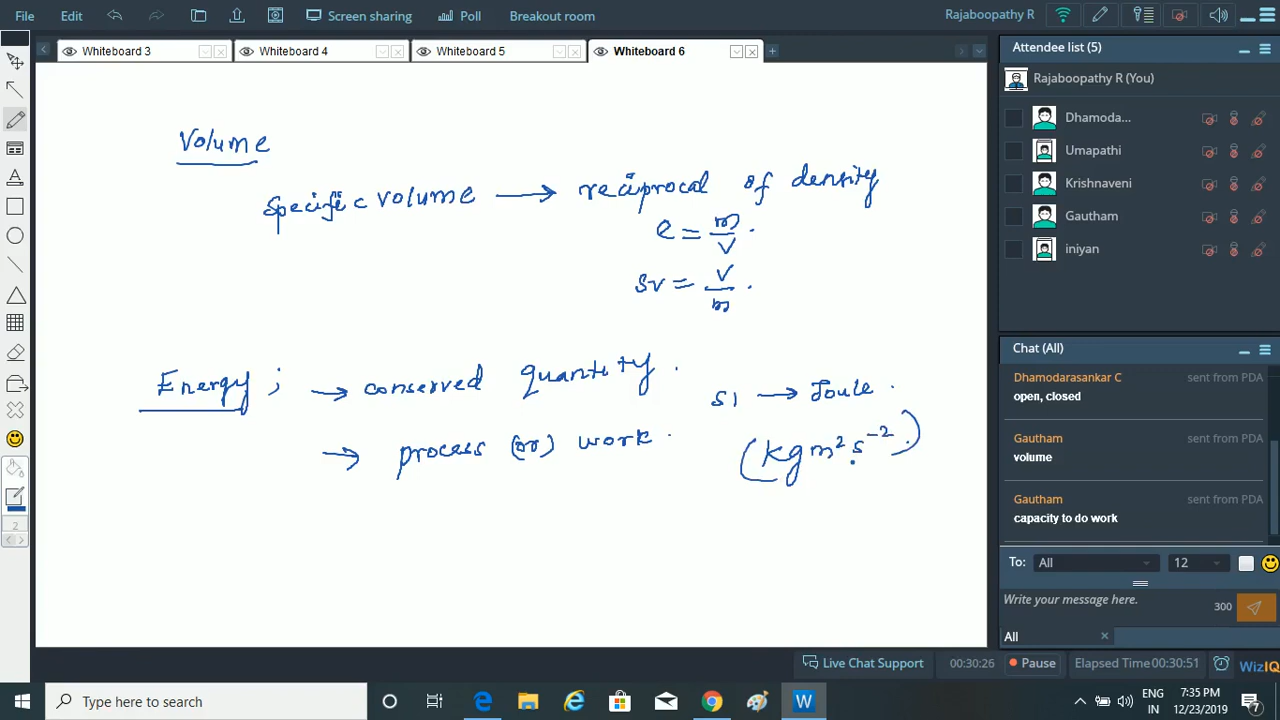 File Edit Screen sharing Poll Breakout room Rajaboopathy R
Whiteboard 3 Whiteboard 4 Whiteboard 5 Whiteboard 6
Volume
Specific volume → reciprocal of density
e = m/V .
SV = V/m .
Energy ; → conserved quantity .
SI → Joule .
→ process (or) work .
(kgm²s⁻².)
Attendee list (5)
Rajaboopathy R (You)
Dhamoda...
Umapathi
Krishnaveni
Gautham
iniyan
Chat (All)
Dhamodarasankar C sent from PDA
open, closed
Gautham sent from PDA
volume
Gautham sent from PDA
capacity to do work
To: All 12
Write your message here. 300
All
2
Live Chat Support 00:30:26 Pause Elapsed Time 00:30:51 WizIQ
Type here to search
W
ENG
IN
7:35 PM
12/23/2019
7